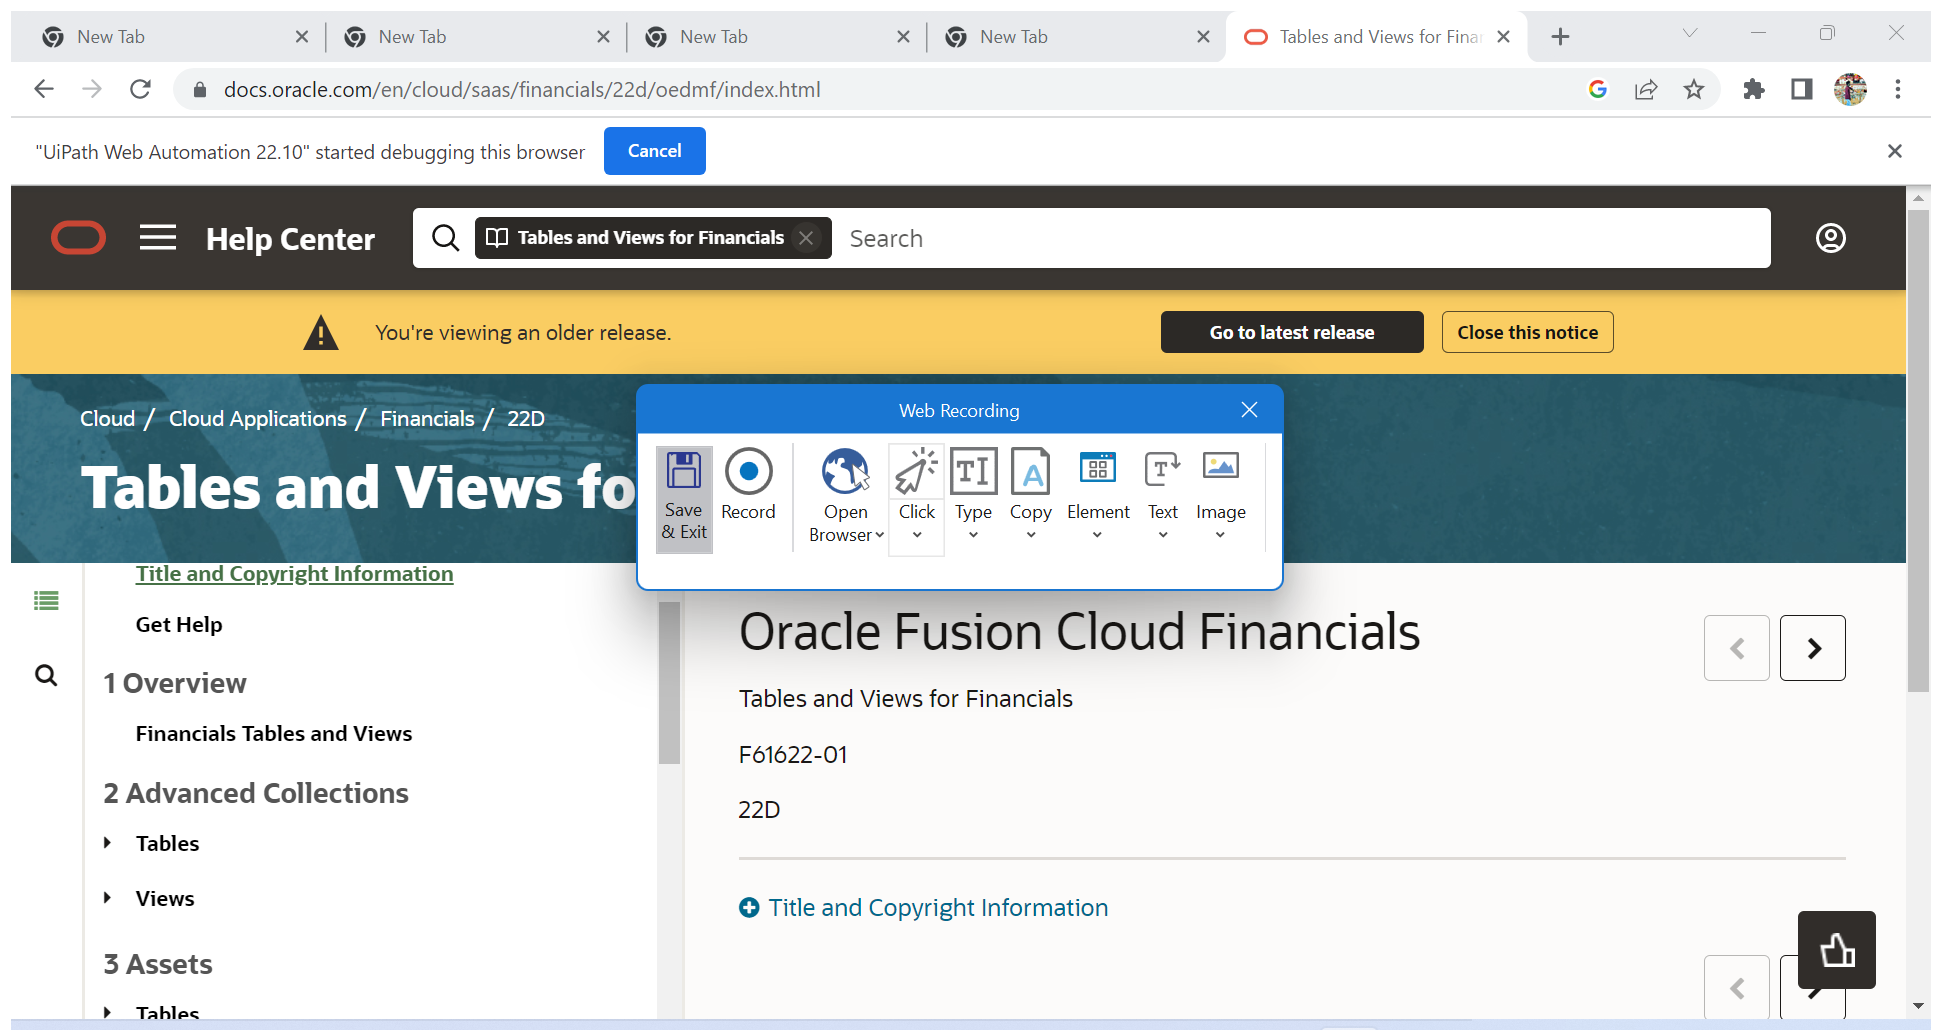 New Tab
New Tab
New Tab
New Tab
Tables and Views for Finan
docs.oracle.com/en/cloud/saas/financials/22d/oedmf/index.html
"UiPath Web Automation 22.10" started debugging this browser
Cancel
Help Center
Tables and Views for Financials
Search
You're viewing an older release.
Go to latest release
Close this notice
Cloud / Cloud Applications / Financials / 22D
Tables and Views fo
Web Recording
Save & Exit
Record
Open Browser
Click
Type
Copy
Element
Text
Image
Title and Copyright Information
Get Help
1 Overview
Financials Tables and Views
2 Advanced Collections
Tables
Views
3 Assets
Tables
Oracle Fusion Cloud Financials
Tables and Views for Financials
F61622-01
22D
Title and Copyright Information